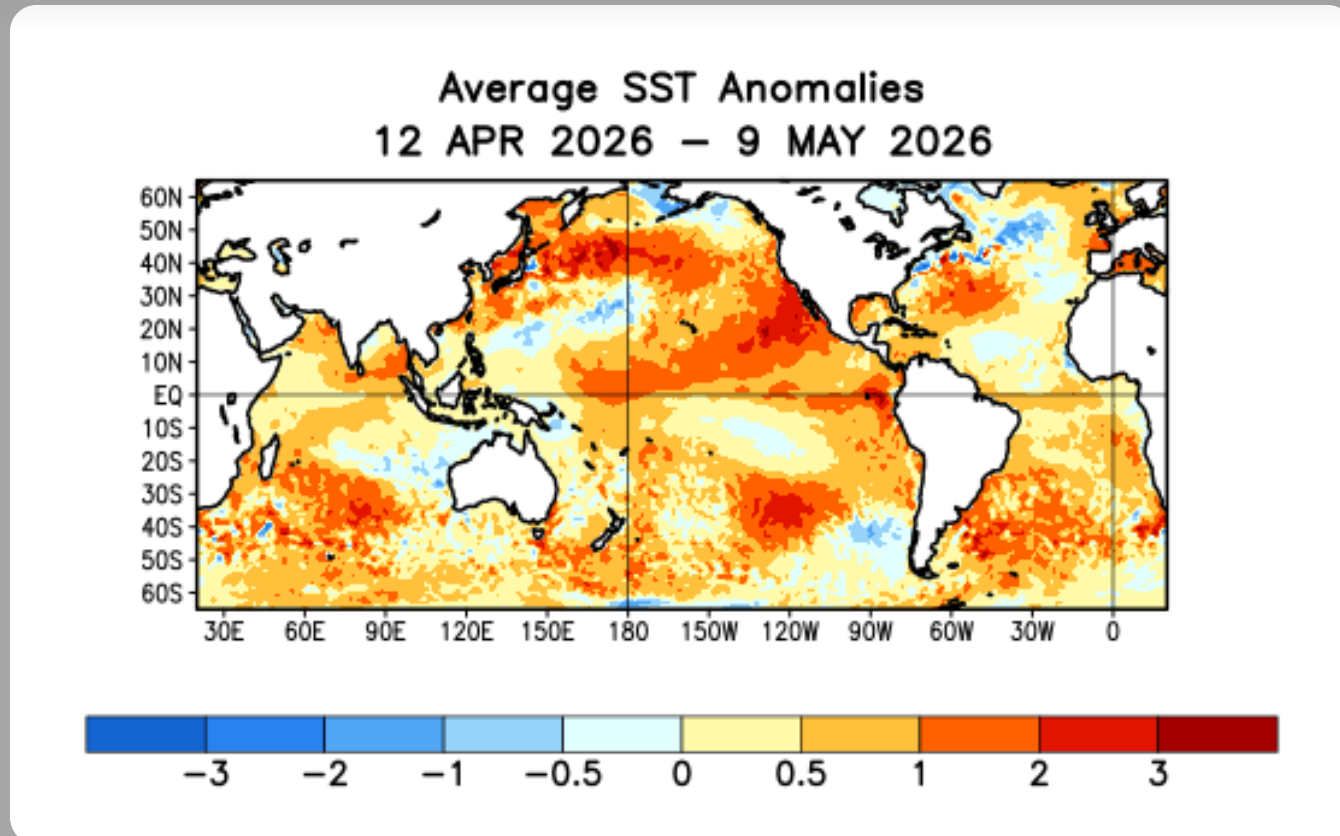 Average SST Anomalies
12 APR 2026 – 9 MAY 2026
60N
50N
40N
30N
20N
10N
EQ
10S
20S
30S
40S
50S
60S
30E 60E 90E 120E 150E 180 150W 120W 90W 60W 30W 0
−3 −2 −1 −0.5 0 0.5 1 2 3